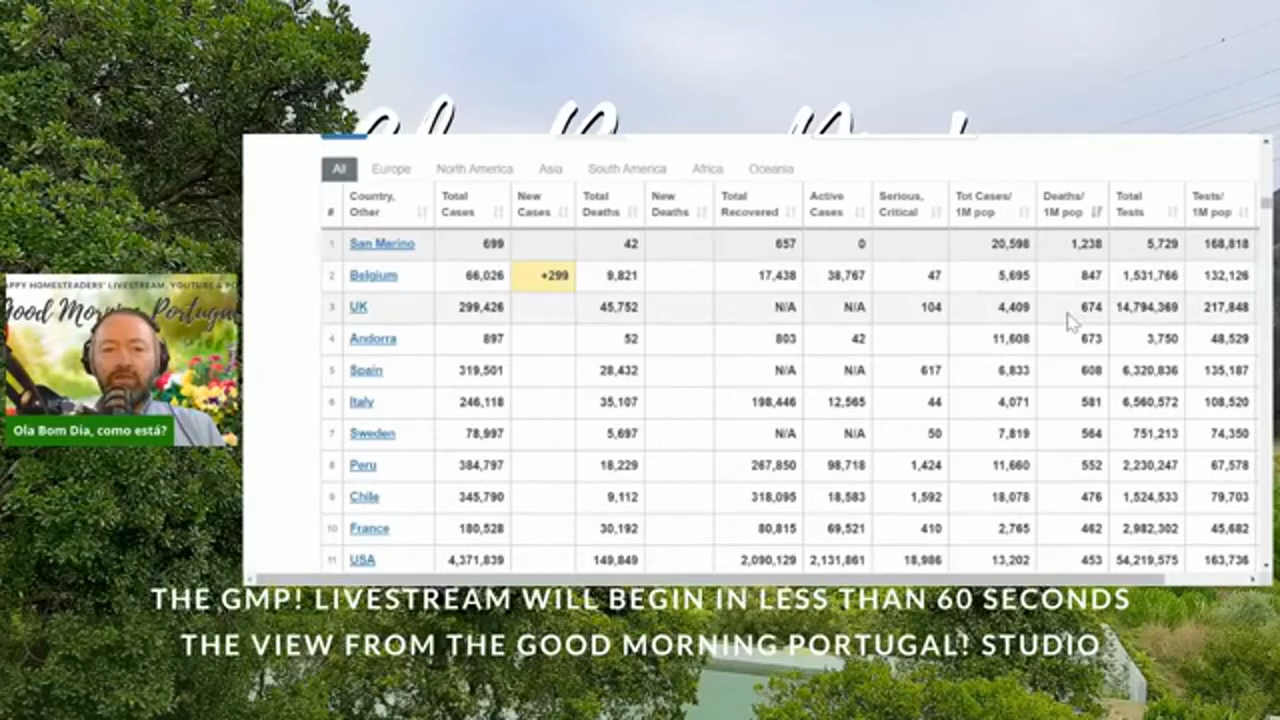 All Europe North America Asia South America Africa Oceania
# Country, Other Total Cases New Cases Total Deaths New Deaths Total Recovered Active Cases Serious, Critical Tot Cases/ 1M pop Deaths/ 1M pop Total Tests Tests/ 1M pop
1 San Marino 699 42 657 0 20,598 1,238 5,729 168,818
2 Belgium 66,026 +299 9,821 17,438 38,767 47 5,695 847 1,531,766 132,126
3 UK 299,426 45,752 N/A N/A 104 4,409 674 14,794,369 217,848
4 Andorra 897 52 803 42 11,608 673 3,750 48,529
5 Spain 319,501 28,432 N/A N/A 617 6,833 608 6,320,836 135,187
6 Italy 246,118 35,107 198,446 12,565 44 4,071 581 6,560,572 108,520
7 Sweden 78,997 5,697 N/A N/A 50 7,819 564 751,213 74,350
8 Peru 384,797 18,229 267,850 98,718 1,424 11,660 552 2,230,247 67,578
9 Chile 345,790 9,112 318,095 18,583 1,592 18,078 476 1,524,533 79,703
10 France 180,528 30,192 80,815 69,521 410 2,765 462 2,982,302 45,682
11 USA 4,371,839 149,849 2,090,129 2,131,861 18,986 13,202 453 54,219,575 163,736
APPY HOMESTEADERS' LIVESTREAM, YOUTUBE & PO
Good Morning Portugal
Ola Bom Dia, como está?
THE GMP! LIVESTREAM WILL BEGIN IN LESS THAN 60 SECONDS
THE VIEW FROM THE GOOD MORNING PORTUGAL! STUDIO